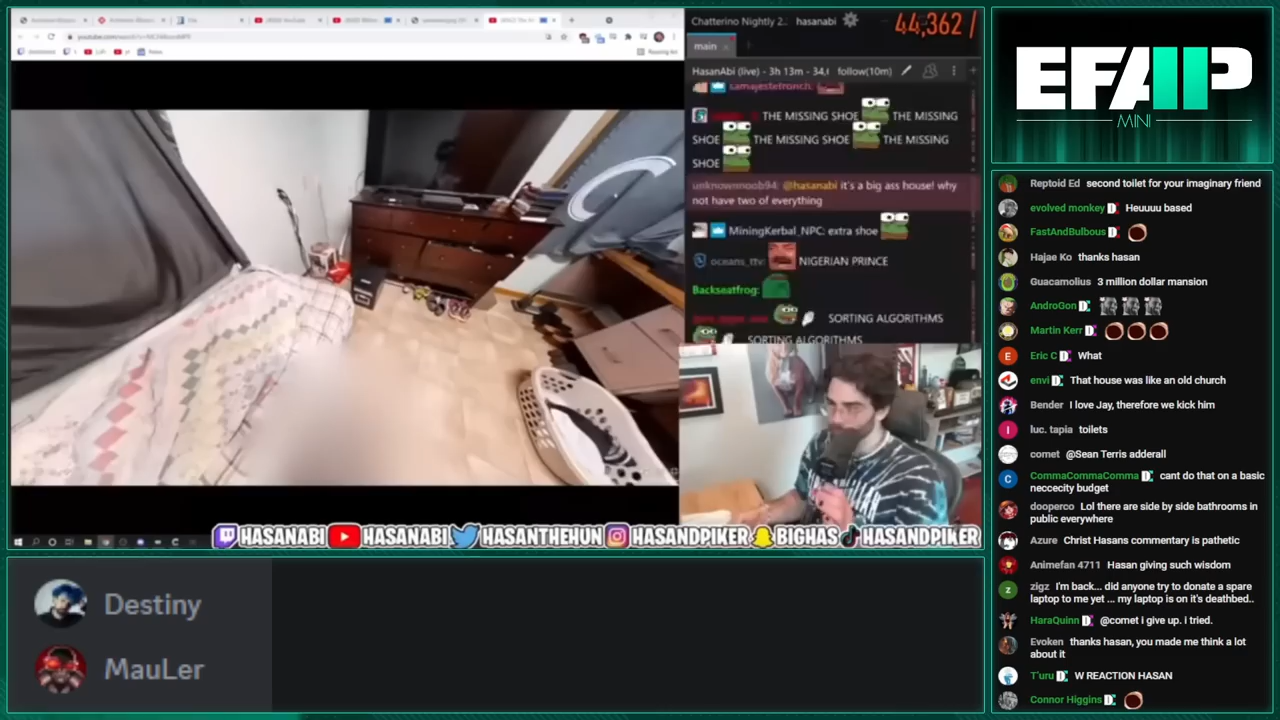 Chatterino Nightly 2..
hasanabi
44,362 /
main
HasanAbi (live) - 3h 13m - 34,
follow(10m)
samajestefranch:
THE MISSING SHOE THE MISSING
SHOE THE MISSING SHOE THE MISSING
SHOE
unknownnoob94: @hasanabi it's a big ass house! why
not have two of everything
MiningKerbal_NPC: extra shoe
oceans_ttv: NIGERIAN PRINCE
Backseatfrog:
SORTING ALGORITHMS
SORTING ALGORITHMS
HASANABI HASANABI HASANTHEHUN HASANDPIKER BIGHAS HASANDPIKER
Destiny
MauLer
EFAP
MINI
Reptoid Ed second toilet for your imaginary friend
evolved monkey Heuuuu based
FastAndBulbous
Hajae Ko thanks hasan
Guacamolius 3 million dollar mansion
AndroGon
Martin Kerr
Eric C What
envi That house was like an old church
Bender I love Jay, therefore we kick him
luc. tapia toilets
comet @Sean Terris adderall
CommaCommaComma cant do that on a basic
neccecity budget
dooperco Lol there are side by side bathrooms in
public everywhere
Azure Christ Hasans commentary is pathetic
Animefan 4711 Hasan giving such wisdom
zigz I'm back... did anyone try to donate a spare
laptop to me yet ... my laptop is on it's deathbed..
HaraQuinn @comet i give up. i tried.
Evoken thanks hasan, you made me think a lot
about it
T'uru W REACTION HASAN
Connor Higgins